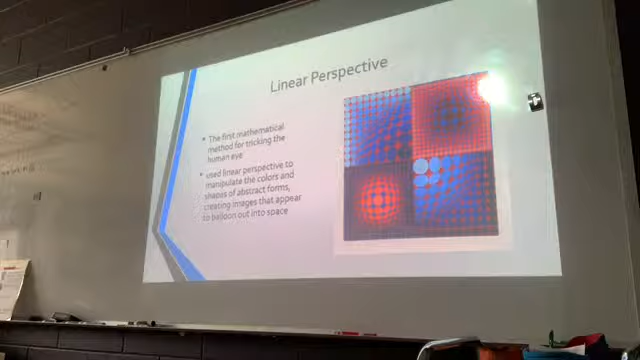 Linear Perspective
• The first mathematical
method for tricking the
human eye
• used linear perspective to
manipulate the colors and
shapes of abstract forms,
creating images that appear
to balloon out into space